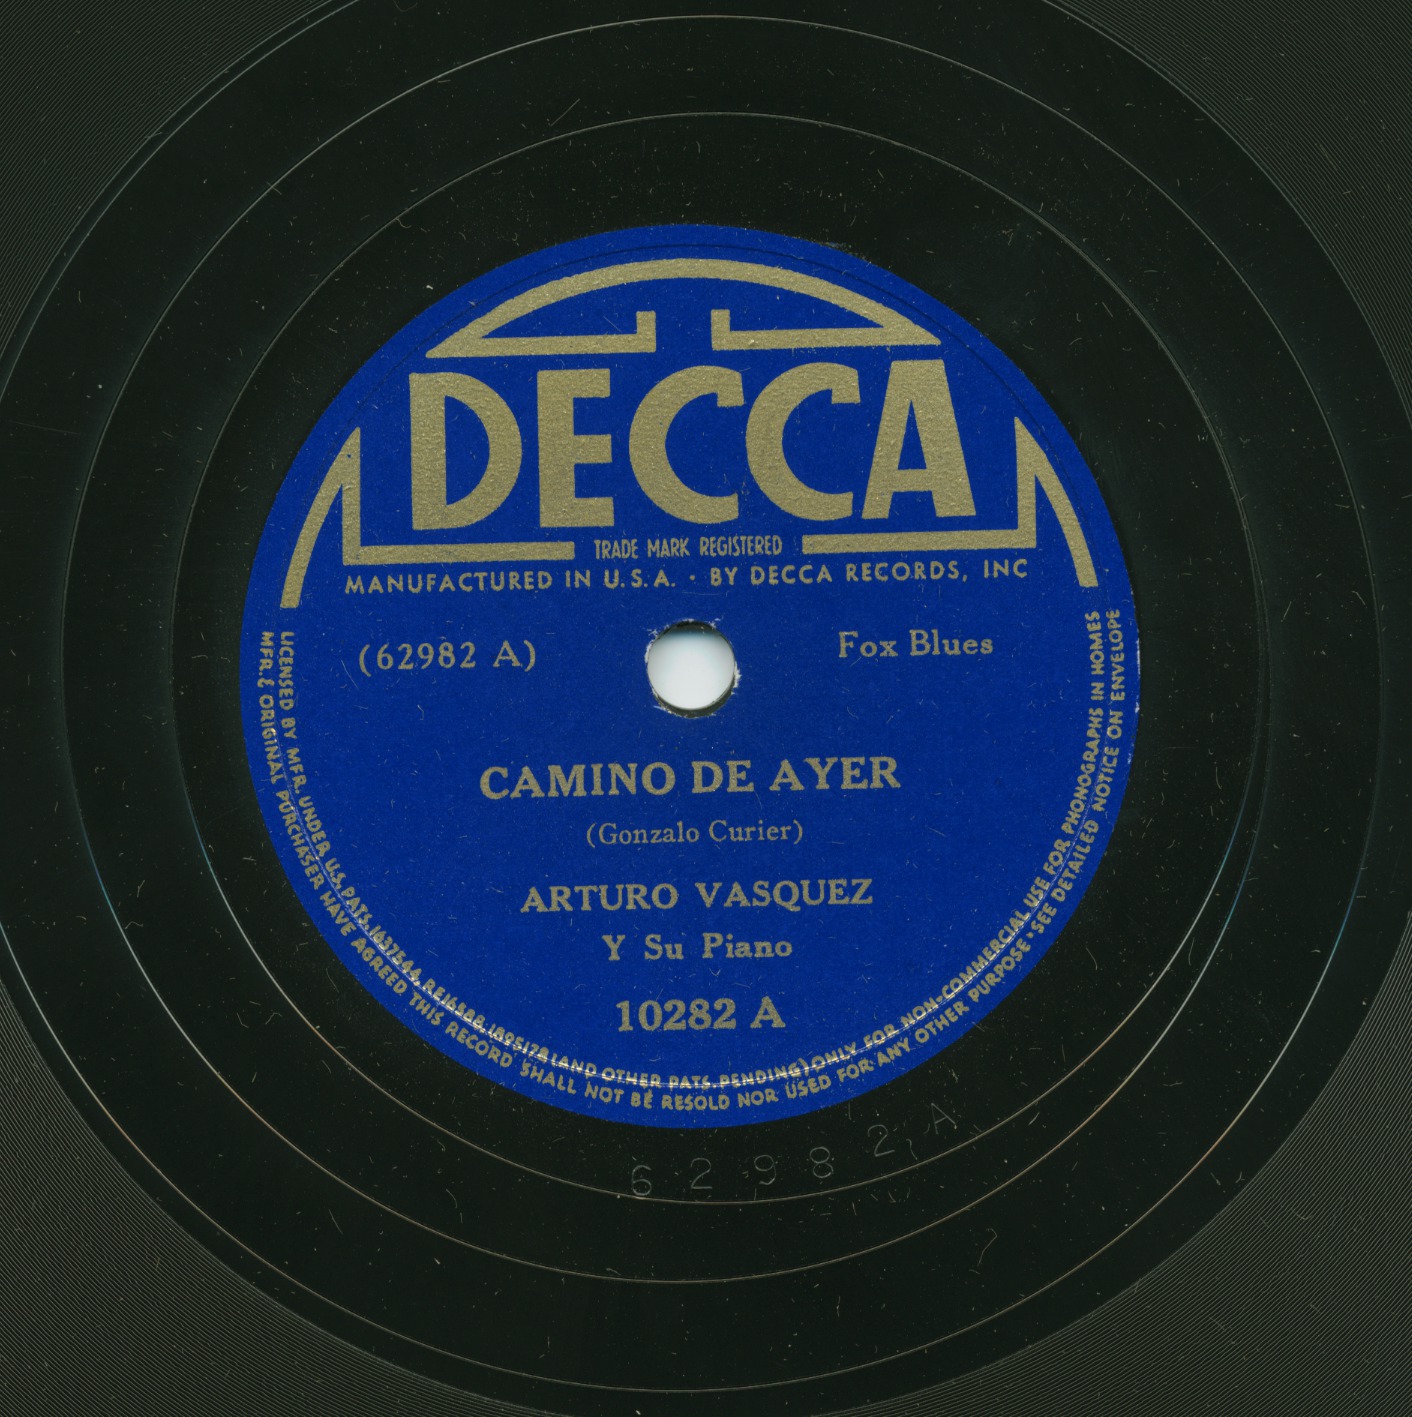 DECCA
TRADE MARK REGISTERED
MANUFACTURED IN U.S.A. · BY DECCA RECORDS, INC
(62982 A)
Fox Blues
CAMINO DE AYER
(Gonzalo Curier)
ARTURO VASQUEZ
Y Su Piano
10282 A
LICENSED BY MFR. UNDER U.S. PATS. 1637544, RE16588, 1895178 (AND OTHER PATS. PENDING) ONLY FOR NON-COMMERCIAL USE FOR PHONOGRAPHS IN HOMES
MFR. & ORIGINAL PURCHASER HAVE AGREED THIS RECORD SHALL NOT BE RESOLD NOR USED FOR ANY OTHER PURPOSE · SEE DETAILED NOTICE ON ENVELOPE
62982, A